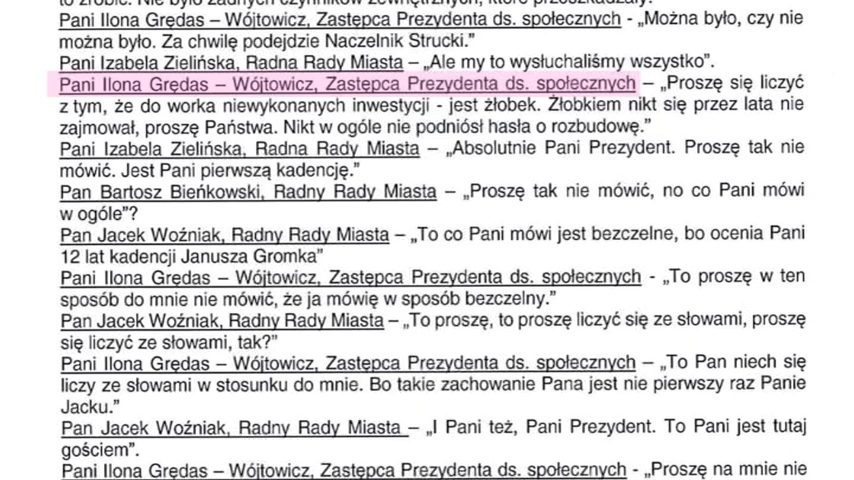 to zrobić. Nie było żadnych czynników zewnętrznych, które przeszkadzały.
Pani Ilona Grędas – Wójtowicz, Zastępca Prezydenta ds. społecznych - „Można było, czy nie
można było. Za chwilę podejdzie Naczelnik Strucki.”
Pani Izabela Zielińska, Radna Rady Miasta – „Ale my to wysłuchaliśmy wszystko”.
Pani Ilona Grędas – Wójtowicz, Zastępca Prezydenta ds. społecznych – „Proszę się liczyć
z tym, że do worka niewykonanych inwestycji - jest żłobek. Żłobkiem nikt się przez lata nie
zajmował, proszę Państwa. Nikt w ogóle nie podniósł hasła o rozbudowę.”
Pani Izabela Zielińska, Radna Rady Miasta – „Absolutnie Pani Prezydent. Proszę tak nie
mówić. Jest Pani pierwszą kadencję.”
Pan Bartosz Bieńkowski, Radny Rady Miasta – „Proszę tak nie mówić, no co Pani mówi
w ogóle”?
Pan Jacek Woźniak, Radny Rady Miasta – „To co Pani mówi jest bezczelne, bo ocenia Pani
12 lat kadencji Janusza Gromka”
Pani Ilona Grędas – Wójtowicz, Zastępca Prezydenta ds. społecznych - „To proszę w ten
sposób do mnie nie mówić, że ja mówię w sposób bezczelny.”
Pan Jacek Woźniak, Radny Rady Miasta – „To proszę, to proszę liczyć się ze słowami, proszę
się liczyć ze słowami, tak?”
Pani Ilona Grędas – Wójtowicz, Zastępca Prezydenta ds. społecznych – „To Pan niech się
liczy ze słowami w stosunku do mnie. Bo takie zachowanie Pana jest nie pierwszy raz Panie
Jacku.”
Pan Jacek Woźniak, Radny Rady Miasta – „I Pani też, Pani Prezydent. To Pani jest tutaj
gościem”.
Pani Ilona Grędas – Wójtowicz, Zastępca Prezydenta ds. społecznych - „Proszę na mnie nie